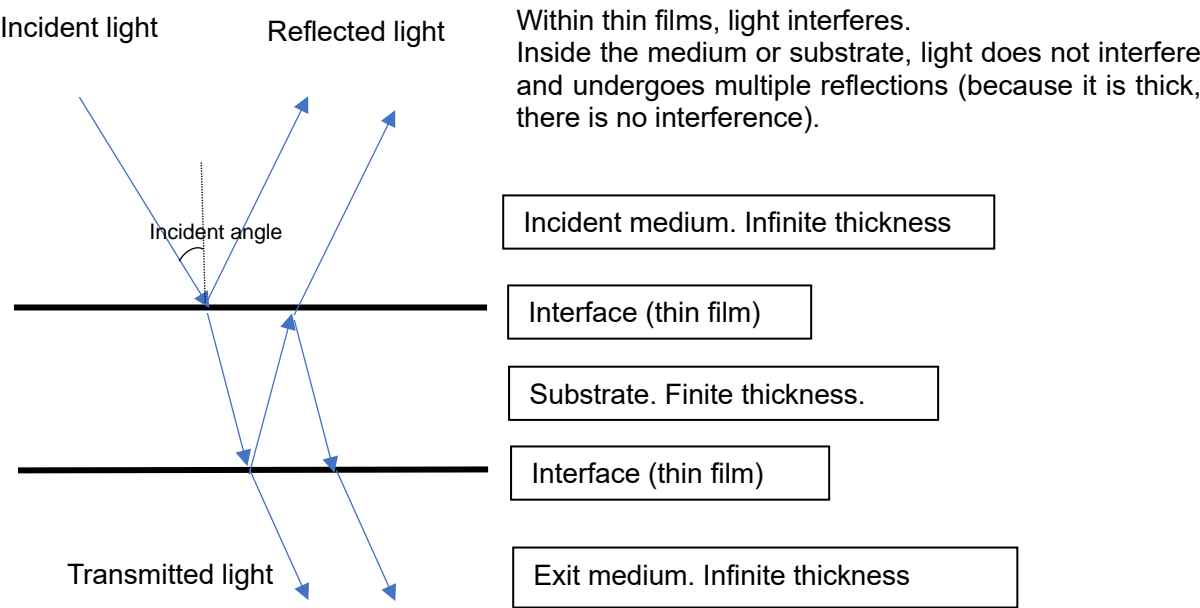 Incident light
Reflected light
Within thin films, light interferes.
Inside the medium or substrate, light does not interfere
and undergoes multiple reflections (because it is thick,
there is no interference).
Incident angle
Incident medium. Infinite thickness
Interface (thin film)
Substrate. Finite thickness.
Interface (thin film)
Transmitted light
Exit medium. Infinite thickness